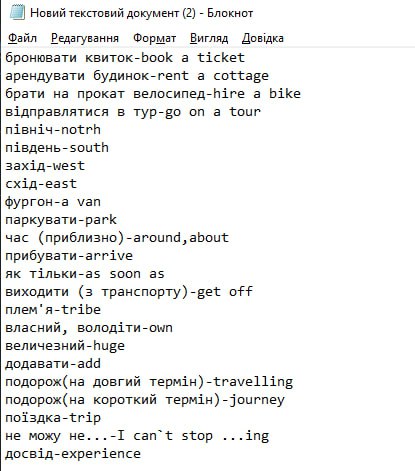 Новий текстовий документ (2) - Блокнот
Файл Редагування Формат Вигляд Довідка
бронювати квиток-book a ticket
арендувати будинок-rent a cottage
брати на прокат велосипед-hire a bike
відправлятися в тур-go on a tour
північ-notrh
південь-south
захід-west
схід-east
фургон-a van
паркувати-park
час (приблизно)-around,about
прибувати-arrive
як тільки-as soon as
виходити (з транспорту)-get off
плем'я-tribe
власний, володіти-own
величезний-huge
додавати-add
подорож(на довгий термін)-travelling
подорож(на короткий термін)-journey
поїздка-trip
не можу не...-I can`t stop ...ing
досвід-experience